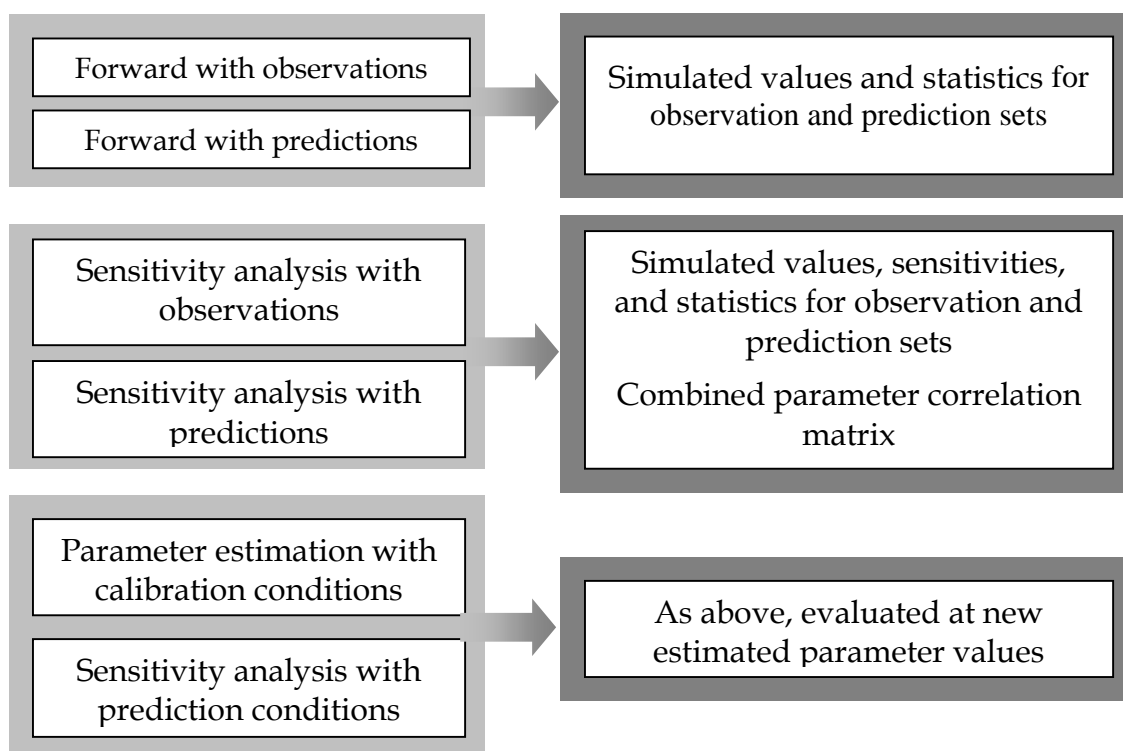 Forward with observations
Forward with predictions
Simulated values and statistics for
observation and prediction sets
Sensitivity analysis with
observations
Sensitivity analysis with
predictions
Simulated values, sensitivities,
and statistics for observation and
prediction sets
Combined parameter correlation
matrix
Parameter estimation with
calibration conditions
Sensitivity analysis with
prediction conditions
As above, evaluated at new
estimated parameter values